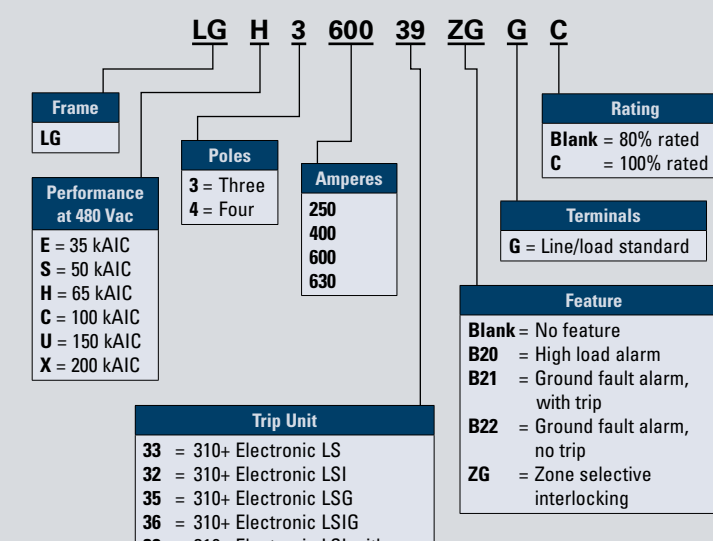 LG H 3 600 39 ZG G C
Frame
LG
Performance
at 480 Vac
E = 35 kAIC
S = 50 kAIC
H = 65 kAIC
C = 100 kAIC
U = 150 kAIC
X = 200 kAIC
Poles
3 = Three
4 = Four
Amperes
250
400
600
630
Rating
Blank = 80% rated
C = 100% rated
Terminals
G = Line/load standard
Feature
Blank = No feature
B20 = High load alarm
B21 = Ground fault alarm,
with trip
B22 = Ground fault alarm,
no trip
ZG = Zone selective
interlocking
Trip Unit
33 = 310+ Electronic LS
32 = 310+ Electronic LSI
35 = 310+ Electronic LSG
36 = 310+ Electronic LSIG